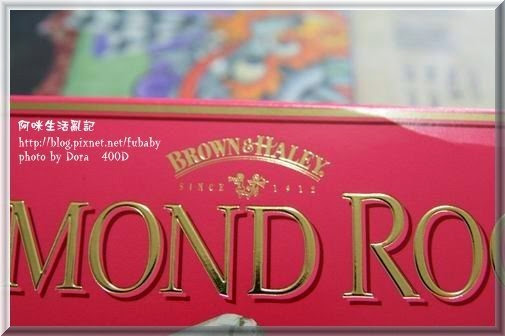 阿咪生活亂記
http://blog.pixnet.net/fubaby
photo by Dora 400D
BROWN & HALEY
SINCE 1912
MOND RO